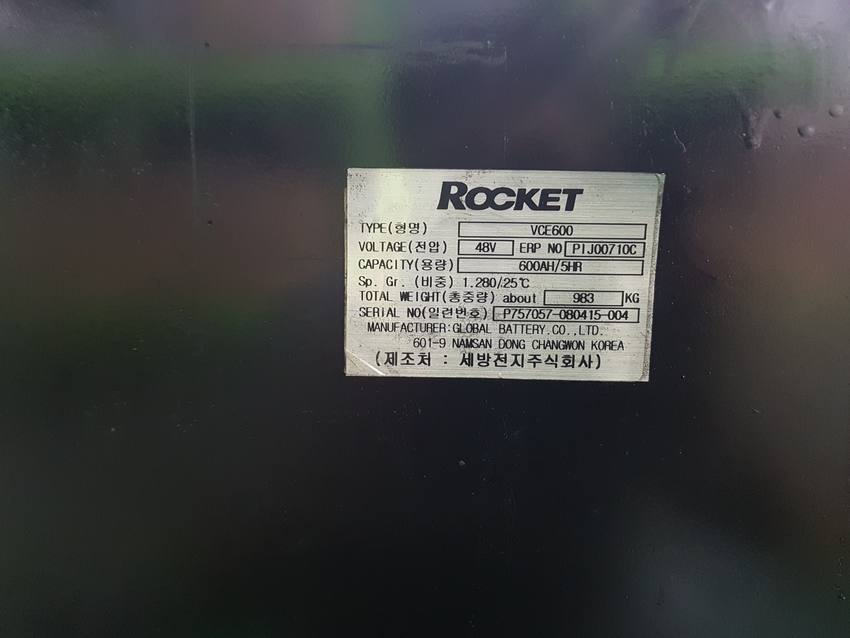 ROCKET
TYPE(형명) VCE600
VOLTAGE(전압) 48V ERP NO PIJ00710C
CAPACITY(용량) 600AH/5HR
Sp. Gr. (비중) 1.280/25℃
TOTAL WEIGHT(총중량) about 983 KG
SERIAL NO(일련번호) P757057-080415-004
MANUFACTURER:GLOBAL BATTERY.CO.,LTD.
601-9 NAMSAN DONG CHANGWON KOREA
(제조처 : 세방전지주식회사)